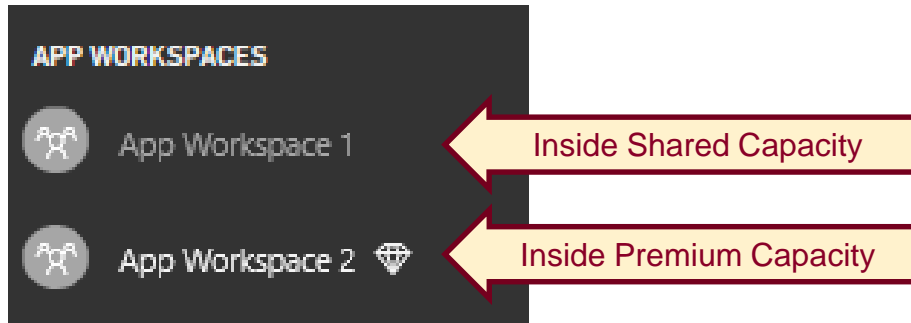 APP WORKSPACES
App Workspace 1
Inside Shared Capacity
App Workspace 2
Inside Premium Capacity